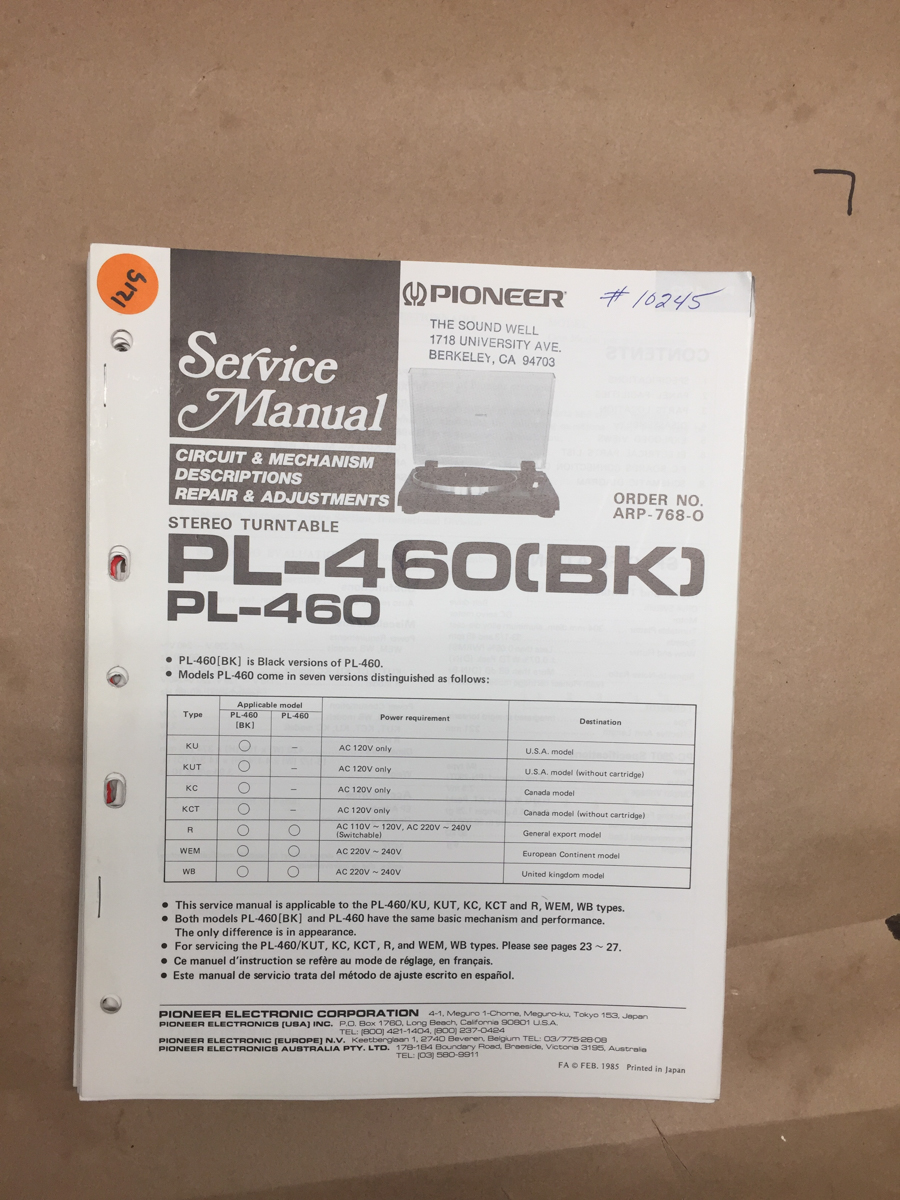 1219
PIONEER
# 10245
THE SOUND WELL
1718 UNIVERSITY AVE.
BERKELEY, CA 94703
Service
Manual
CIRCUIT & MECHANISM
DESCRIPTIONS
REPAIR & ADJUSTMENTS
ORDER NO.
ARP-768-0
STEREO TURNTABLE
PL-460(BK)
PL-460
● PL-460[BK] is Black versions of PL-460.
● Models PL-460 come in seven versions distinguished as follows:
Type Applicable model Power requirement Destination
PL-460 [BK] PL-460
KU ○ – AC 120V only U.S.A. model
KUT ○ – AC 120V only U.S.A. model (without cartridge)
KC ○ – AC 120V only Canada model
KCT ○ – AC 120V only Canada model (without cartridge)
R ○ ○ AC 110V ~ 120V, AC 220V ~ 240V (Switchable) General export model
WEM ○ ○ AC 220V ~ 240V European Continent model
WB ○ ○ AC 220V ~ 240V United kingdom model
● This service manual is applicable to the PL-460/KU, KUT, KC, KCT and R, WEM, WB types.
● Both models PL-460[BK] and PL-460 have the same basic mechanism and performance.
The only difference is in appearance.
● For servicing the PL-460/KUT, KC, KCT, R, and WEM, WB types. Please see pages 23 ~ 27.
● Ce manuel d'instruction se refère au mode de réglage, en français.
● Este manual de servicio trata del método de ajuste escrito en español.
PIONEER ELECTRONIC CORPORATION 4-1, Meguro 1-Chome, Meguro-ku, Tokyo 153, Japan
PIONEER ELECTRONICS [USA] INC. P.O. Box 1760, Long Beach, California 90801 U.S.A.
TEL: [800] 421-1404, [800] 237-0424
PIONEER ELECTRONIC [EUROPE] N.V. Keetberglaan 1, 2740 Beveren, Belgium TEL: 03/775·28·08
PIONEER ELECTRONICS AUSTRALIA PTY. LTD. 178-184 Boundary Road, Braeside, Victoria 3195, Australia
TEL: [03] 580-9911
FA © FEB. 1985 Printed in Japan